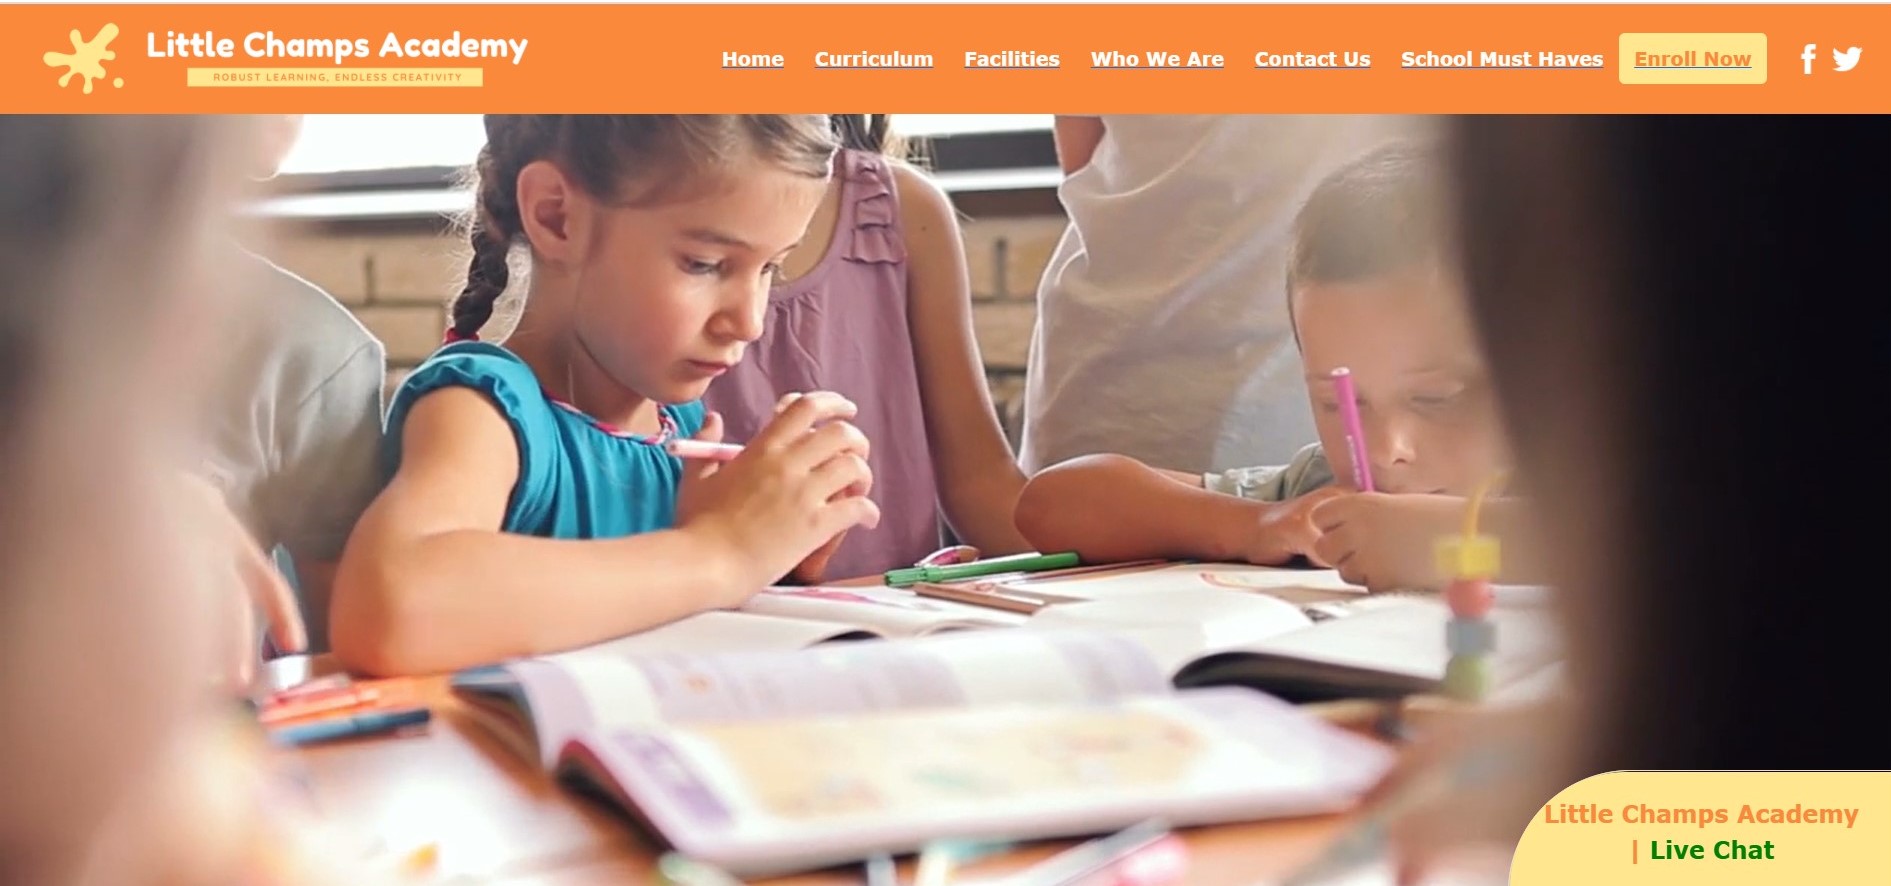 Little Champs Academy
ROBUST LEARNING, ENDLESS CREATIVITY
Home Curriculum Facilities Who We Are Contact Us School Must Haves Enroll Now
Little Champs Academy
| Live Chat